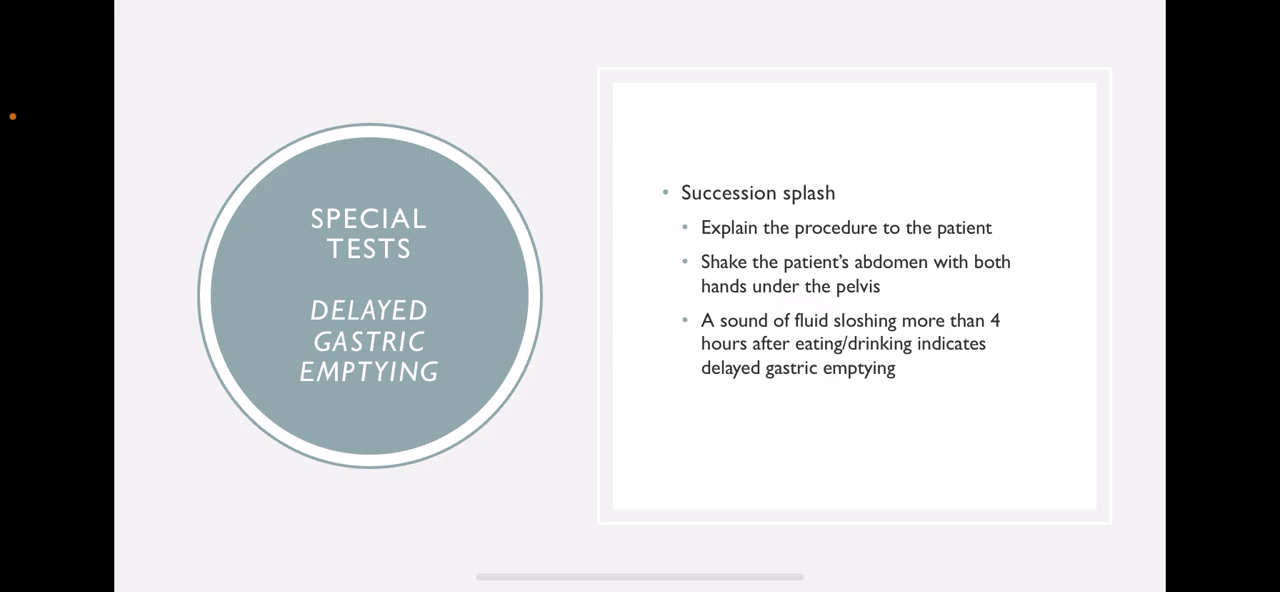 SPECIAL
TESTS
DELAYED
GASTRIC
EMPTYING
• Succession splash
• Explain the procedure to the patient
• Shake the patient’s abdomen with both
hands under the pelvis
• A sound of fluid sloshing more than 4
hours after eating/drinking indicates
delayed gastric emptying